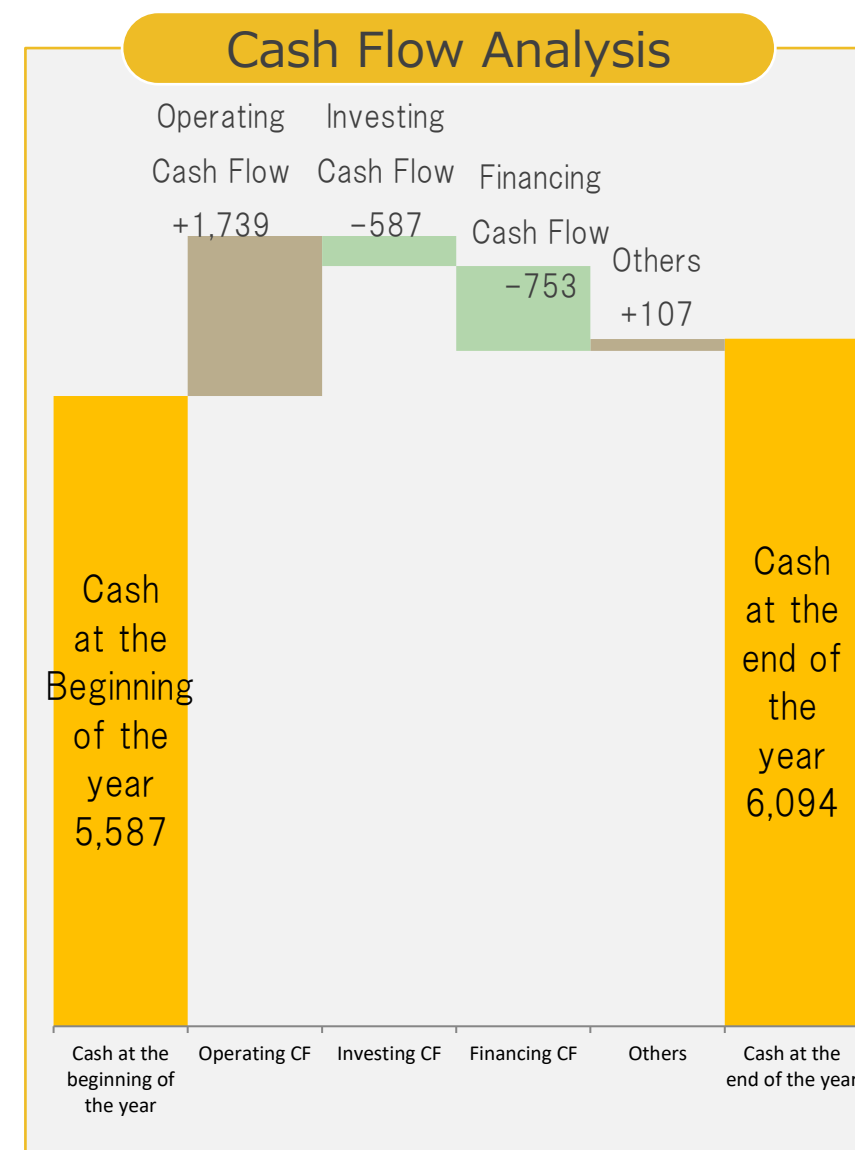 Cash Flow Analysis
Operating
Cash Flow
+1,739
Investing
Cash Flow
−587
Financing
Cash Flow
−753
Others
+107
Cash
at the
Beginning
of the
year
5,587
Cash
at the
end of
the
year
6,094
Cash at the
beginning of
the year
Operating CF
Investing CF
Financing CF
Others
Cash at the
end of the year